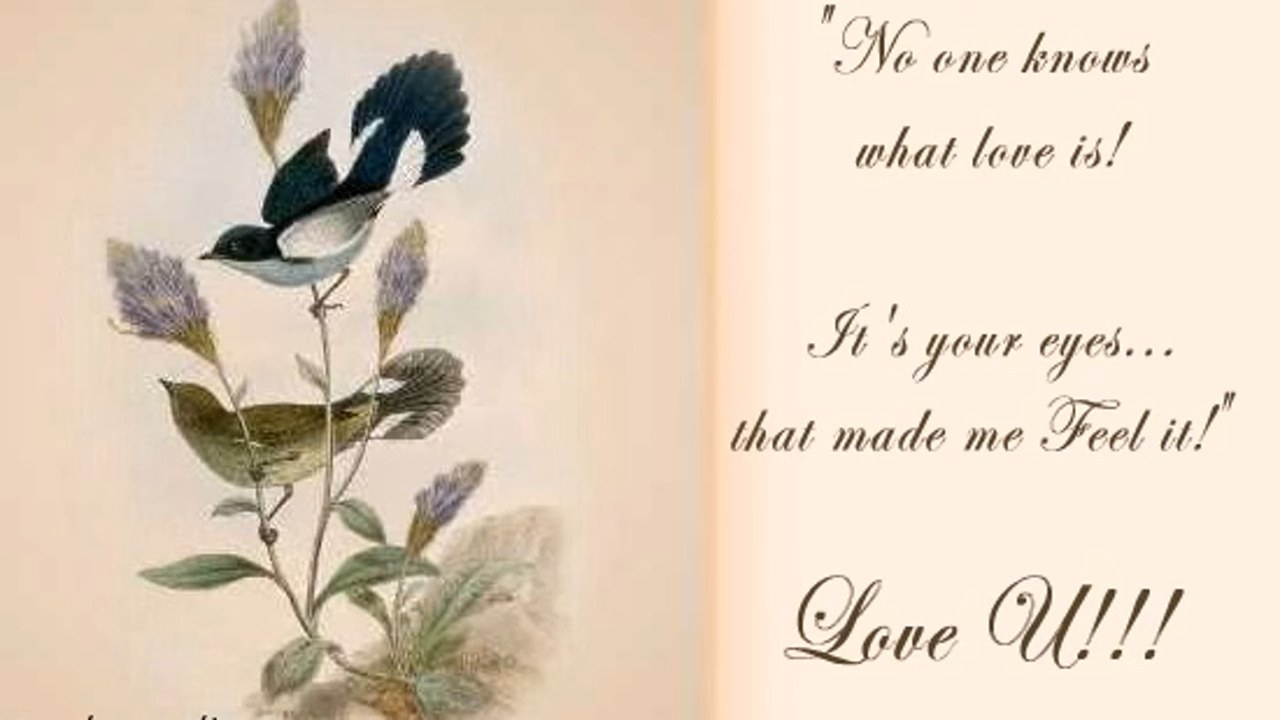 "No one knows
what love is!
It's your eyes...
that made me Feel it!"
Love U!!!